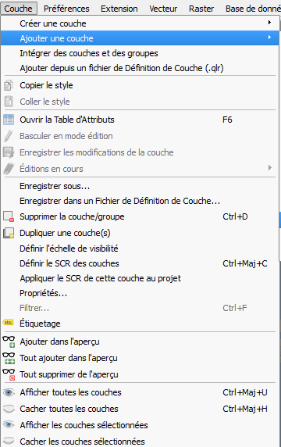 Couche Préférences Extension Vecteur Raster Base de donné
Créer une couche
Ajouter une couche
Intégrer des couches et des groupes
Ajouter depuis un fichier de Définition de Couche (.qlr)
Copier le style
Coller le style
Ouvrir la Table d'Attributs F6
Basculer en mode édition
Enregistrer les modifications de la couche
Éditions en cours
Enregistrer sous...
Enregistrer dans un Fichier de Définition de Couche...
Supprimer la couche/groupe Ctrl+D
Dupliquer une couche(s)
Définir l'échelle de visibilité
Définir le SCR des couches Ctrl+Maj+C
Appliquer le SCR de cette couche au projet
Propriétés...
Filtrer... Ctrl+F
abc Étiquetage
Ajouter dans l'aperçu
Tout ajouter dans l'aperçu
Tout supprimer de l'aperçu
Afficher toutes les couches Ctrl+Maj+U
Cacher toutes les couches Ctrl+Maj+H
Afficher les couches sélectionnées
Cacher les couches sélectionnées